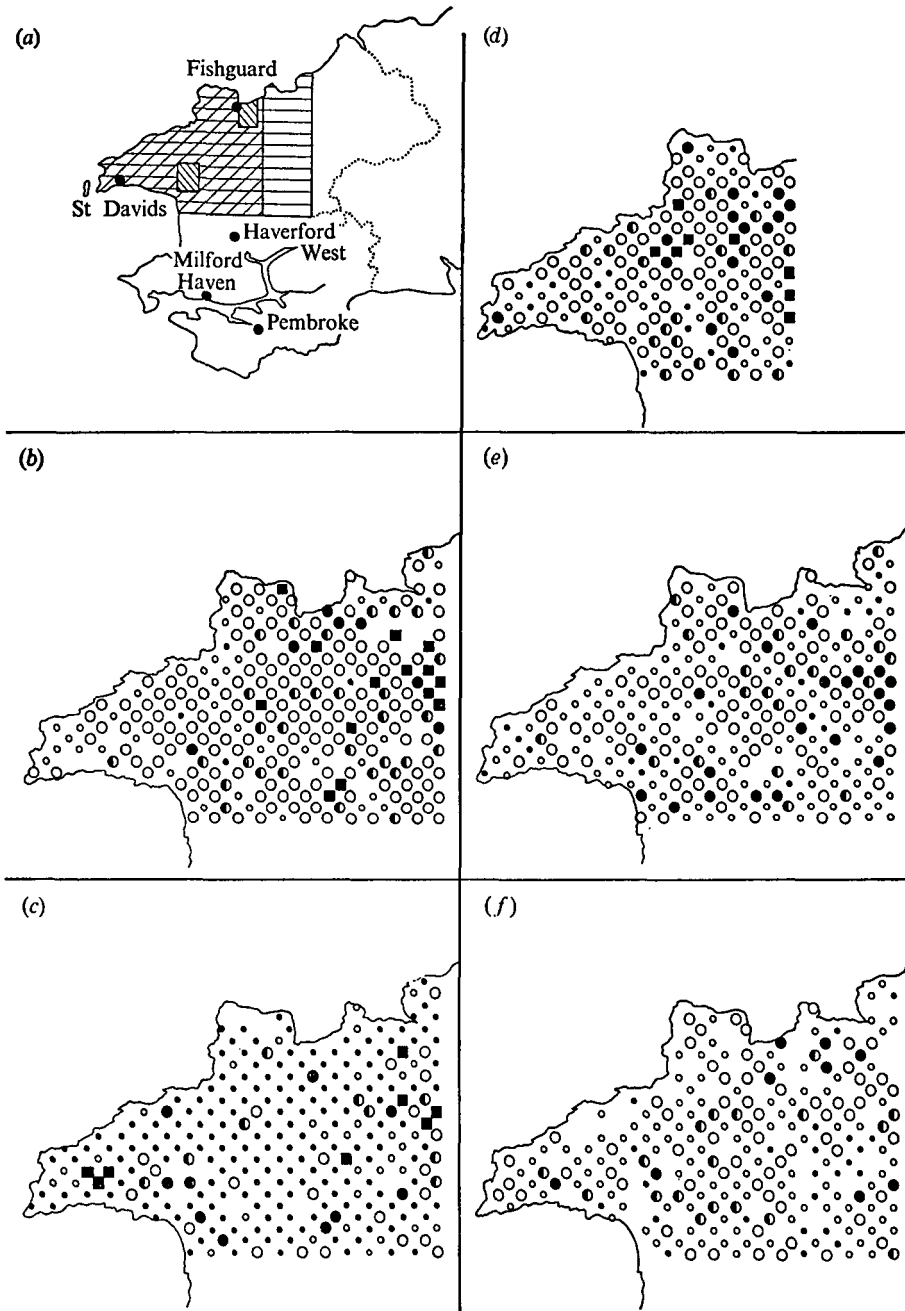 (a)
Fishguard
St Davids
Haverford
West
Milford
Haven
Pembroke
(d)
(b)
(e)
(c)
(f)